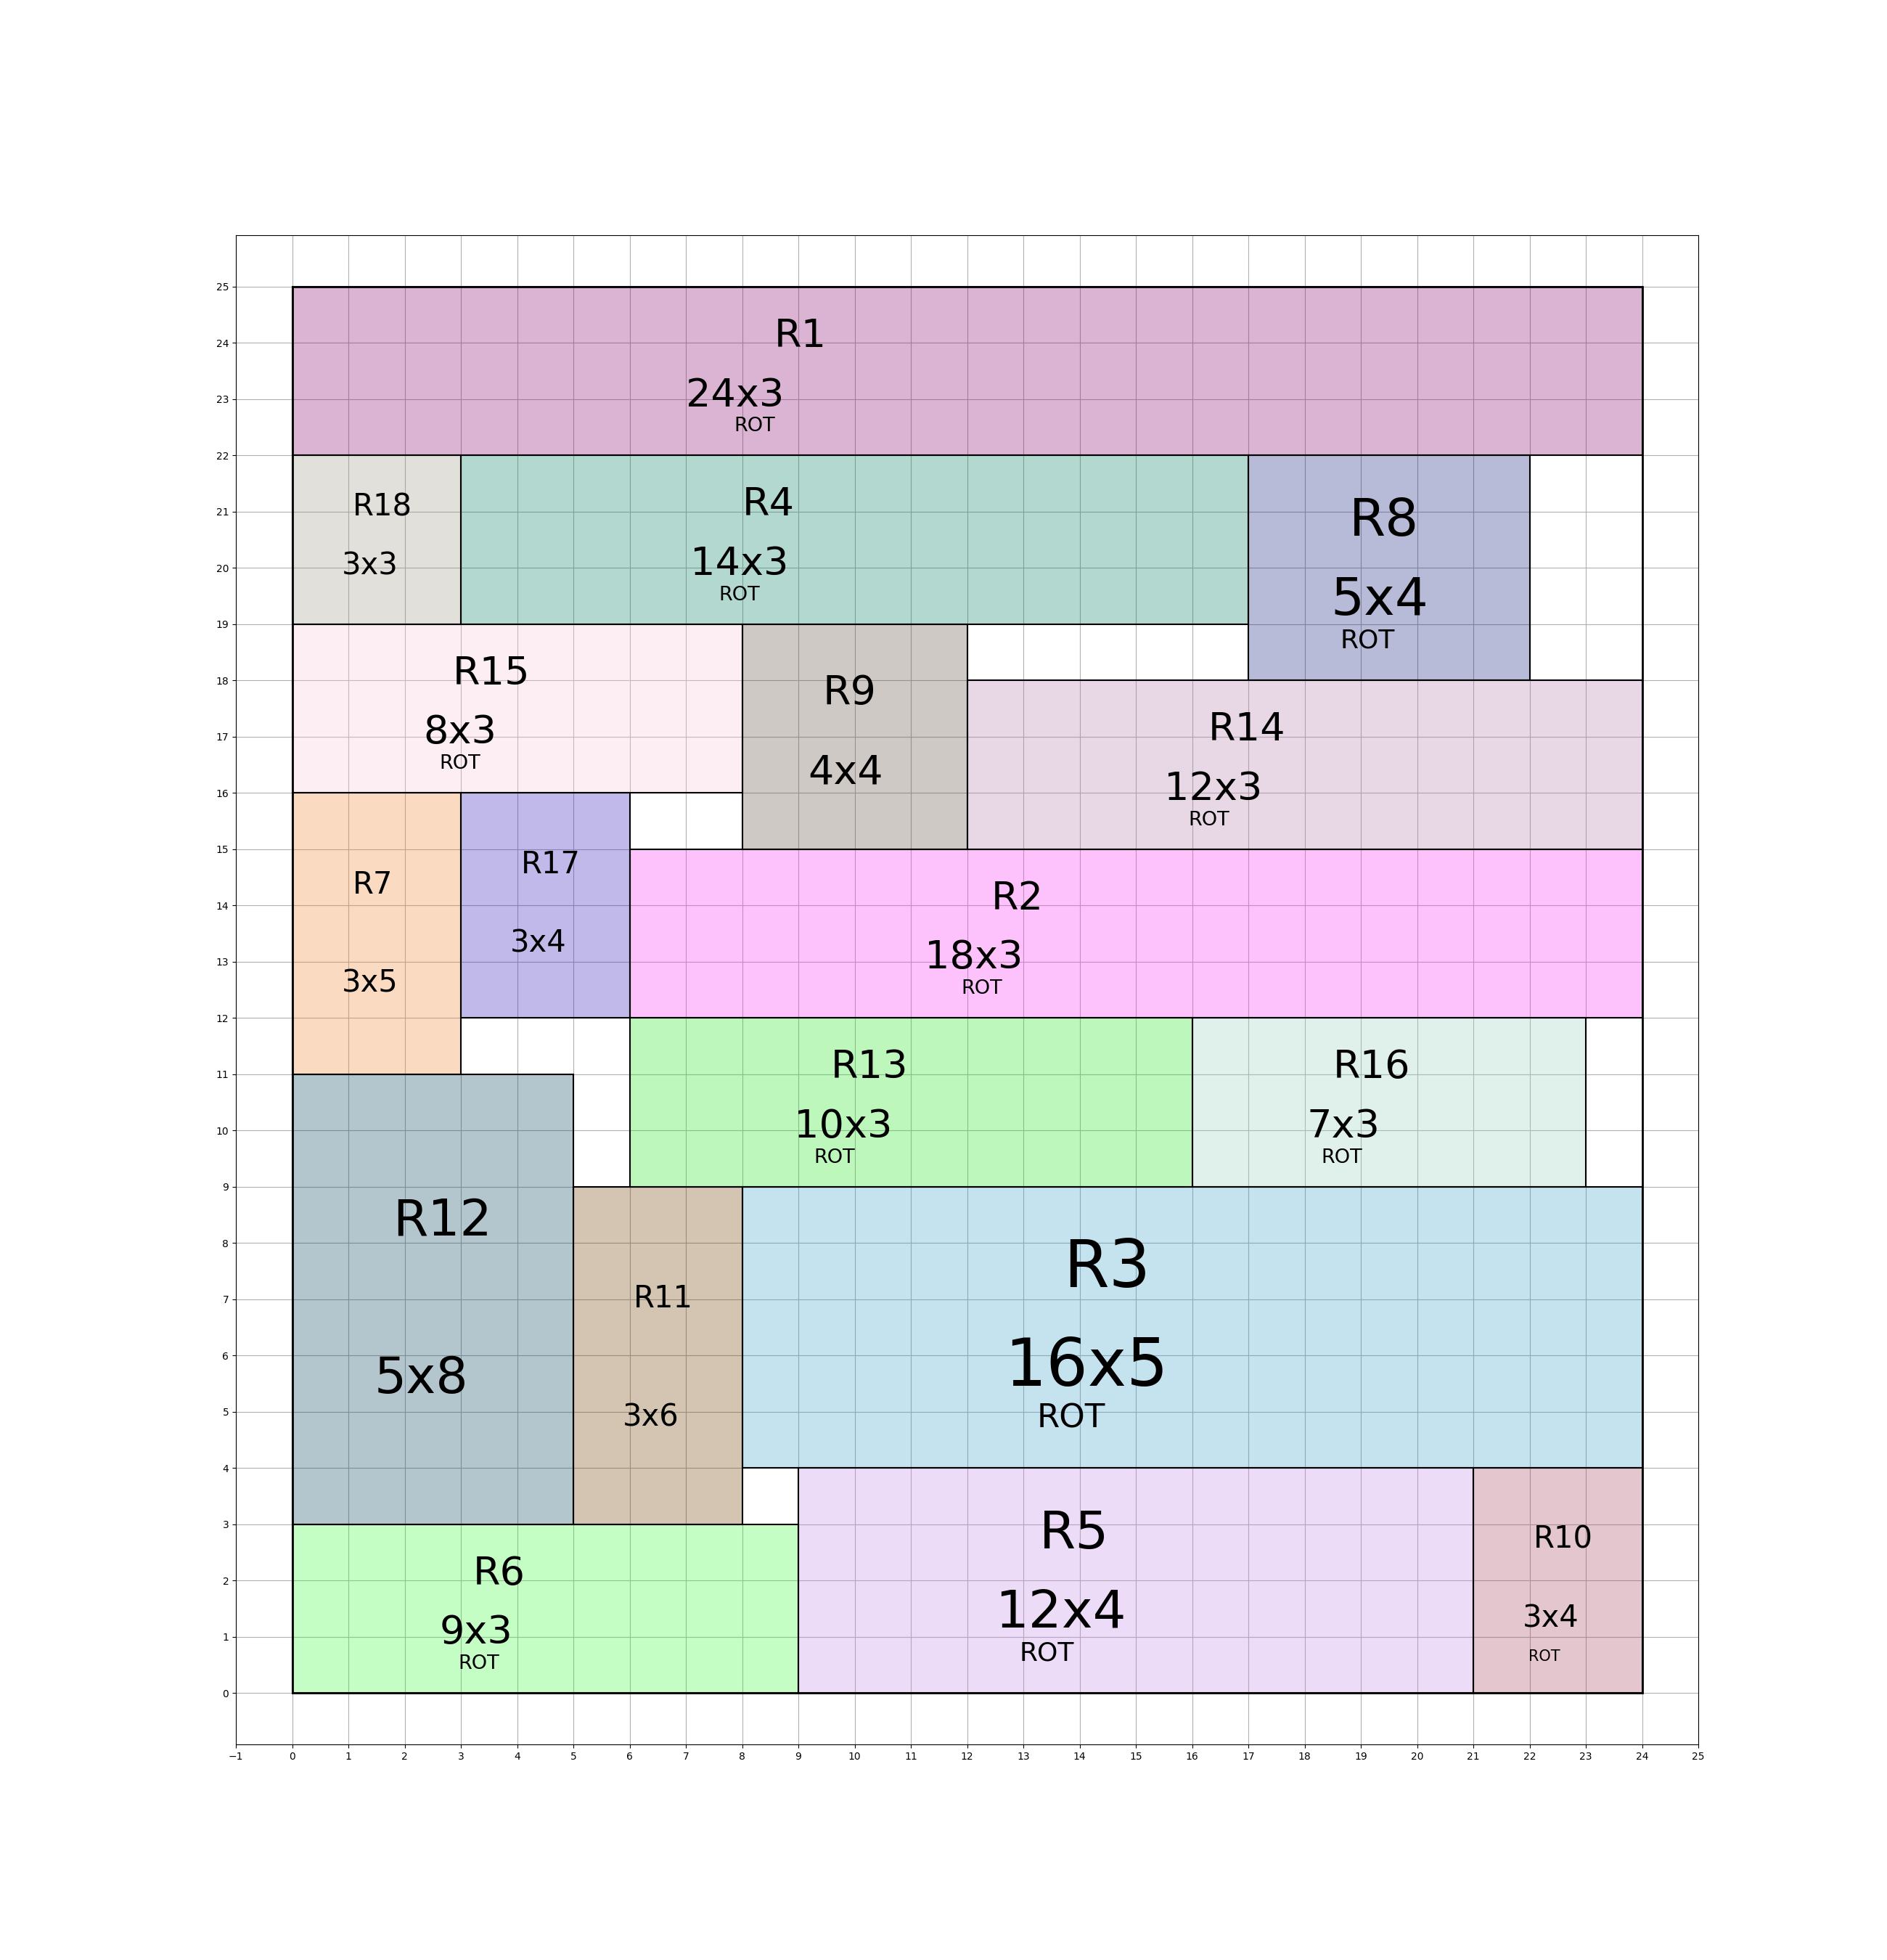 25
R1
24
24x3
23
ROT
22
R18
R4
R8
21
3x3
14x3
20
5x4
ROT
ROT
19
R15
R9
18
R14
8x3
17
4x4
12x3
ROT
16
ROT
15
R7
R17
R2
14
3x4
18x3
3x5
13
ROT
12
R13
R16
11
10x3
7x3
10
ROT
ROT
9
R12
R3
8
R11
7
16x5
6
5x8
3x6
ROT
5
4
R5
R10
3
R6
12x4
3x4
2
9x3
ROT
ROT
1
ROT
0
−1 0 1 2 3 4 5 6 7 8 9 10 11 12 13 14 15 16 17 18 19 20 21 22 23 24 25